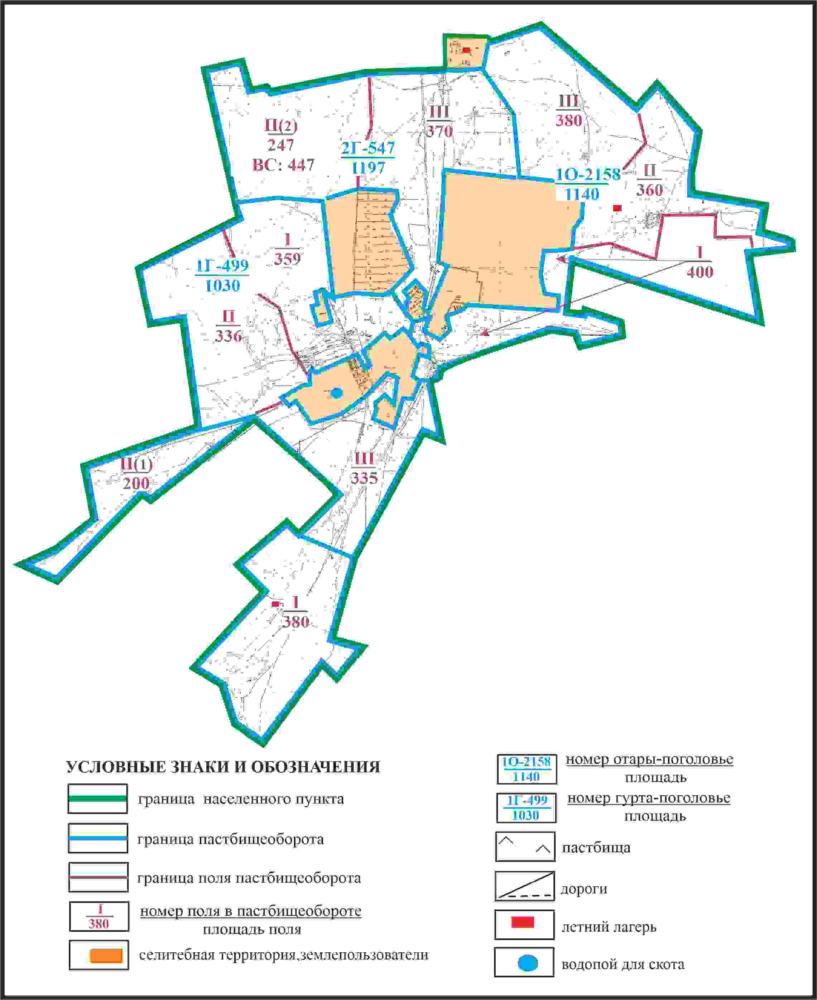 III
380
П(2)
247
ВС: 447
III
370
2Г-547
1197
1О-2158
1140
II
360
I
359
1Г-499
1030
I
400
II
336
II(1)
200
III
335
I
380
УСЛОВНЫЕ ЗНАКИ И ОБОЗНАЧЕНИЯ
граница населенного пункта
граница пастбищеоборота
граница поля пастбищеоборота
I
380
номер поля в пастбищеобороте
площадь поля
селитебная территория,землепользователи
1О-2158
1140
номер отары-поголовье
площадь
1Г-499
1030
номер гурта-поголовье
площадь
пастбища
дороги
летний лагерь
водопой для скота